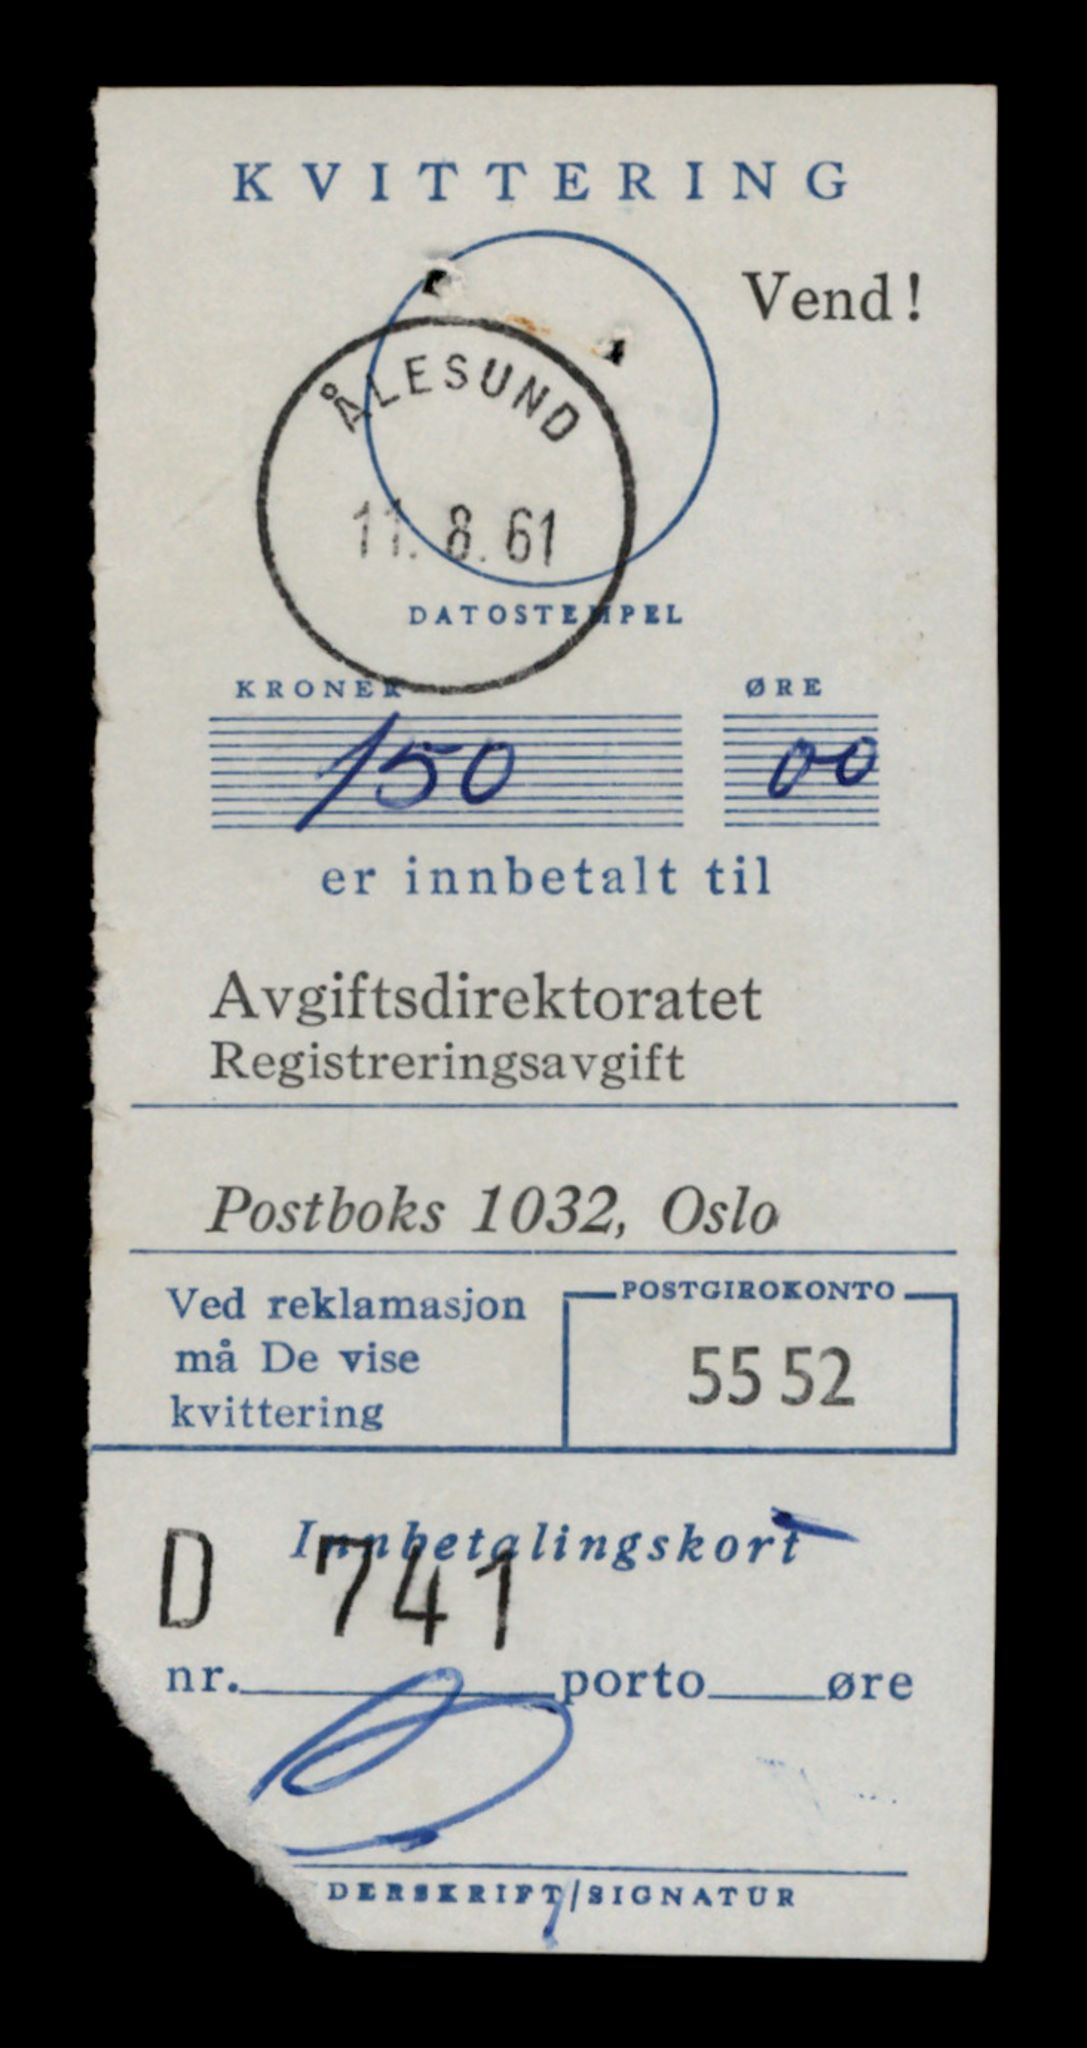 KVITTERING
Vend!
ÅLESUND
11. 8. 61
DATOSTEMPEL
KRONER ØRE
150 00
er innbetalt til
Avgiftsdirektoratet
Registreringsavgift
Postboks 1032, Oslo
Ved reklamasjon
må De vise
kvittering
POSTGIROKONTO
55 52
Innbetalingskort
D 741
nr. porto øre
DERSKRIFT/SIGNATUR